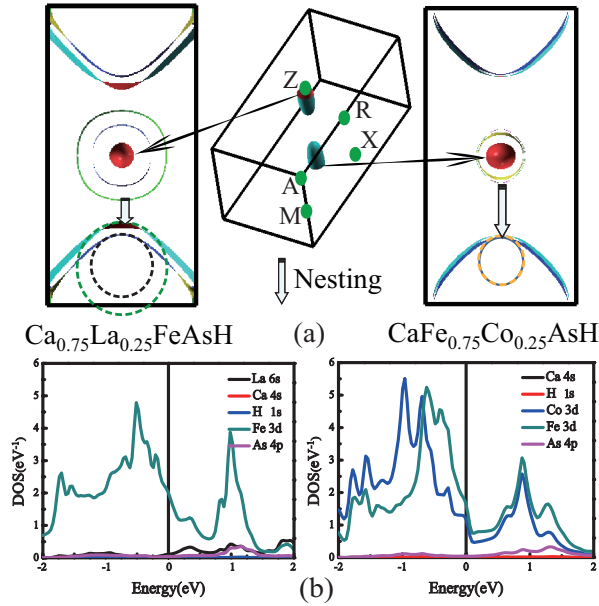 (a)
Z
R
X
A
M
Nesting
Ca0.75La0.25FeAsH
CaFe0.75Co0.25AsH
6
5
4
3
2
1
0
DOS(eV-1)
-2 -1 0 1 2
Energy(eV)
La 6s
Ca 4s
H 1s
Fe 3d
As 4p
6
5
4
3
2
1
0
DOS(eV-1)
-2 -1 0 1 2
Energy(eV)
Ca 4s
H 1s
Co 3d
Fe 3d
As 4p
(a)
(b)